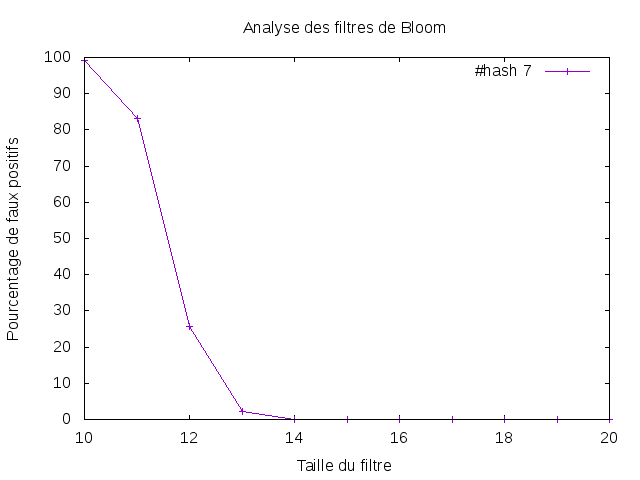 Analyse des filtres de Bloom
#hash 7
Pourcentage de faux positifs
100
90
80
70
60
50
40
30
20
10
0
10 12 14 16 18 20
Taille du filtre